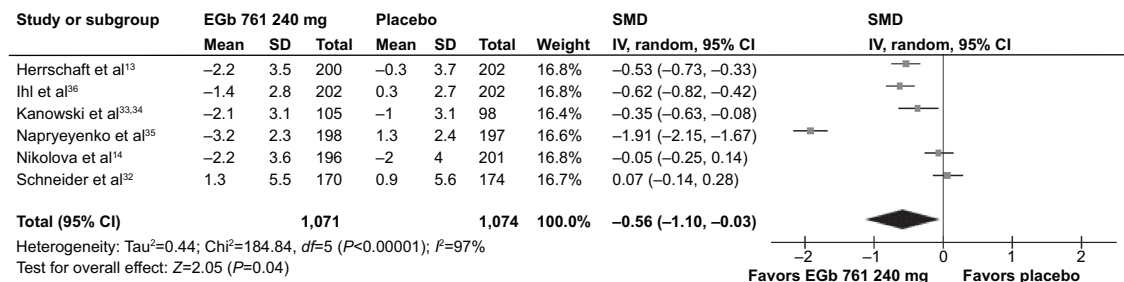 Study or subgroup EGb 761 240 mg Placebo SMD SMD
Mean SD Total Mean SD Total Weight IV, random, 95% CI IV, random, 95% CI
Herrschaft et al13 –2.2 3.5 200 –0.3 3.7 202 16.8% –0.53 (–0.73, –0.33)
Ihl et al36 –1.4 2.8 202 0.3 2.7 202 16.8% –0.62 (–0.82, –0.42)
Kanowski et al33,34 –2.1 3.1 105 –1 3.1 98 16.4% –0.35 (–0.63, –0.08)
Napryeyenko et al35 –3.2 2.3 198 1.3 2.4 197 16.6% –1.91 (–2.15, –1.67)
Nikolova et al14 –2.2 3.6 196 –2 4 201 16.8% –0.05 (–0.25, 0.14)
Schneider et al32 1.3 5.5 170 0.9 5.6 174 16.7% 0.07 (–0.14, 0.28)
Total (95% CI) 1,071 1,074 100.0% –0.56 (–1.10, –0.03)
Heterogeneity: Tau2=0.44; Chi2=184.84, df=5 (P<0.00001); I2=97%
Test for overall effect: Z=2.05 (P=0.04)
–2 –1 0 1 2
Favors EGb 761 240 mg Favors placebo